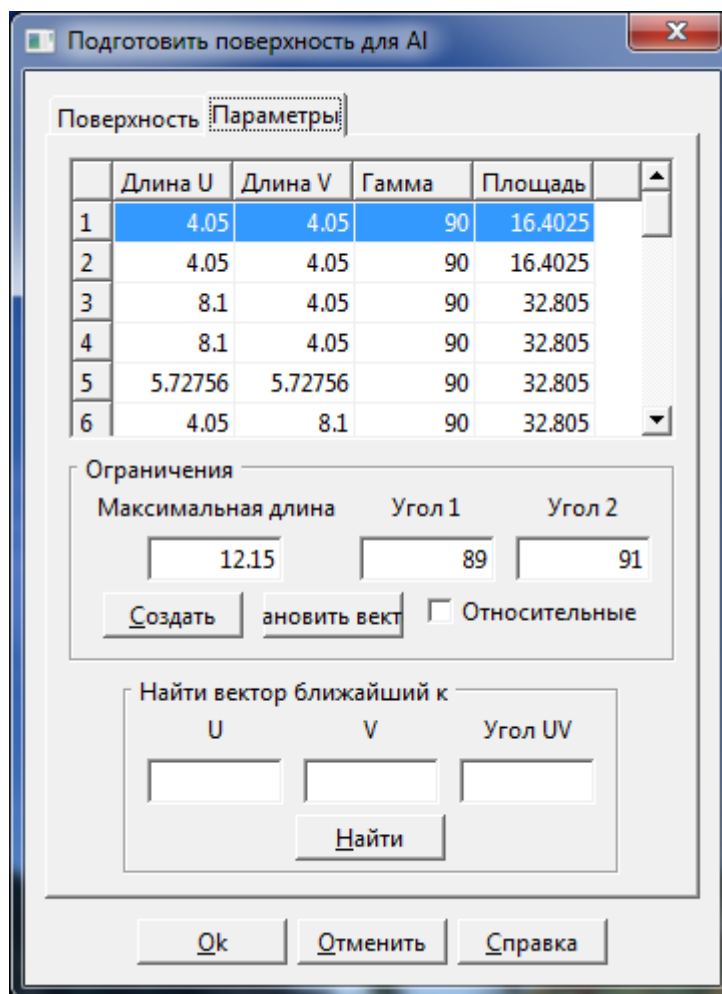 Подготовить поверхность для AI
Поверхность Параметры
Длина U Длина V Гамма Площадь
1 4.05 4.05 90 16.4025
2 4.05 4.05 90 16.4025
3 8.1 4.05 90 32.805
4 8.1 4.05 90 32.805
5 5.72756 5.72756 90 32.805
6 4.05 8.1 90 32.805
Ограничения
Максимальная длина Угол 1 Угол 2
12.15 89 91
Создать ановить вект Относительные
Найти вектор ближайший к
U V Угол UV
Найти
Ok Отменить Справка